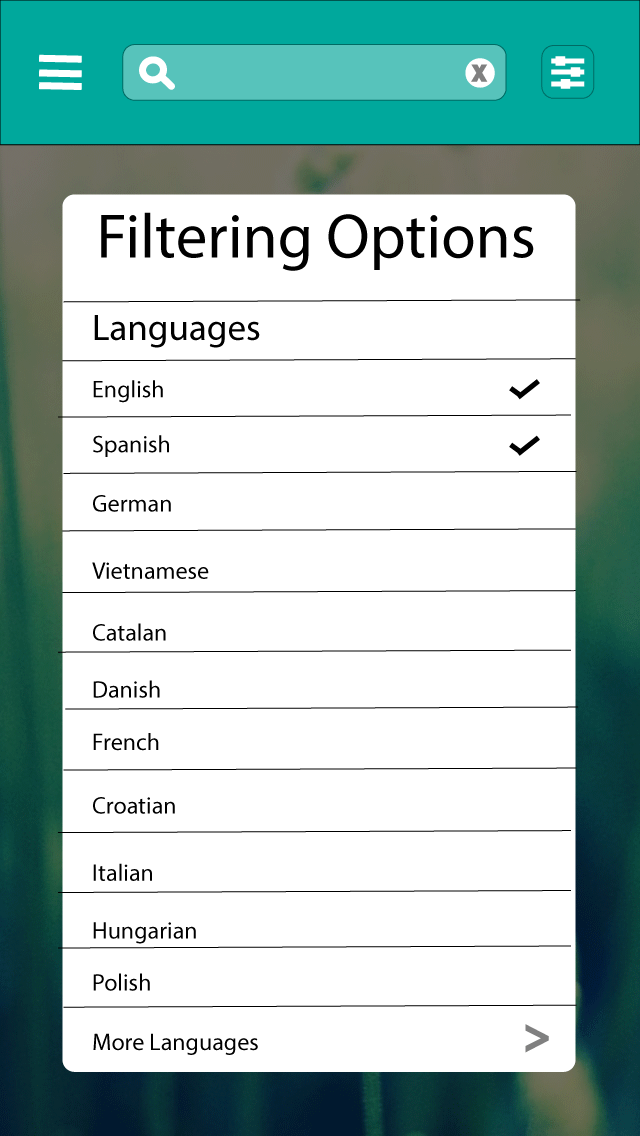 X
Filtering Options
Languages
English
Spanish
German
Vietnamese
Catalan
Danish
French
Croatian
Italian
Hungarian
Polish
More Languages >